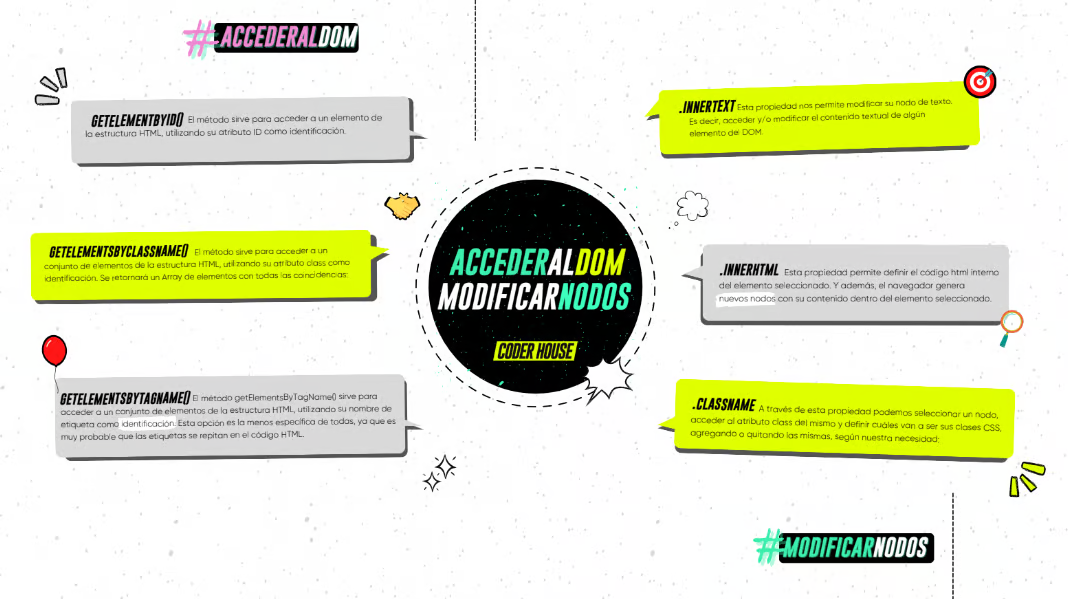 #ACCEDERALDOM
GETELEMENTBYID() El método sirve para acceder a un elemento de
la estructura HTML, utilizando su atributo ID como identificación.
GETELEMENTSBYCLASSNAME() El método sirve para acceder a un
conjunto de elementos de la estructura HTML, utilizando su atributo class como
identificación. Se retornará un Array de elementos con todas las coincidencias:
GETELEMENTSBYTAGNAME() El método getElementsByTagName() sirve para
acceder a un conjunto de elementos de la estructura HTML, utilizando su nombre de
etiqueta como identificación. Esta opción es la menos específica de todas, ya que es
muy probable que las etiquetas se repitan en el código HTML.
ACCEDERALDOM
MODIFICARNODOS
CODER HOUSE
.INNERTEXT Esta propiedad nos permite modificar su nodo de texto.
Es decir, acceder y/o modificar el contenido textual de algún
elemento del DOM.
.INNERHTML Esta propiedad permite definir el código html interno
del elemento seleccionado. Y además, el navegador genera
nuevos nodos con su contenido dentro del elemento seleccionado.
.CLASSNAME A través de esta propiedad podemos seleccionar un nodo,
acceder al atributo class del mismo y definir cuáles van a ser sus clases CSS,
agregando o quitando las mismas, según nuestra necesidad:
#MODIFICARNODOS